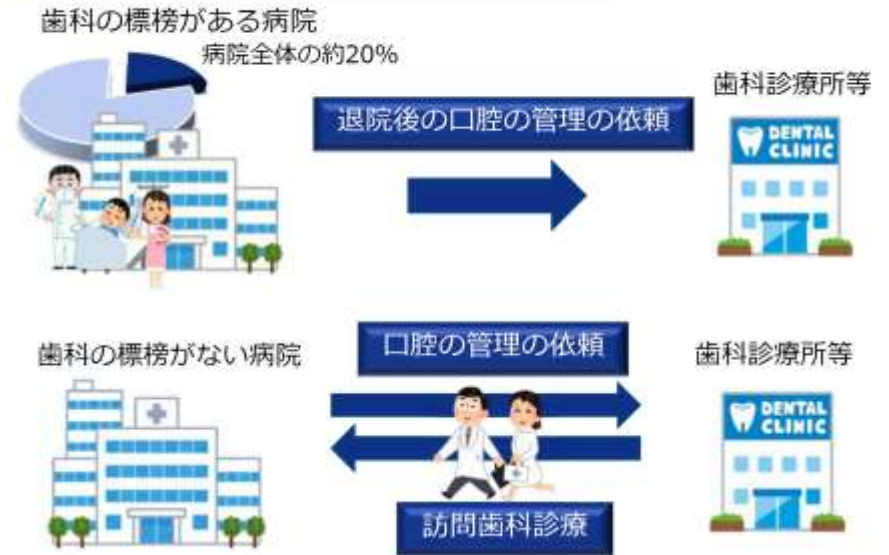 歯科の標榜がある病院
病院全体の約20%
退院後の口腔の管理の依頼
歯科診療所等
DENTAL
CLINIC
歯科の標榜がない病院
口腔の管理の依頼
歯科診療所等
DENTAL
CLINIC
訪問歯科診療